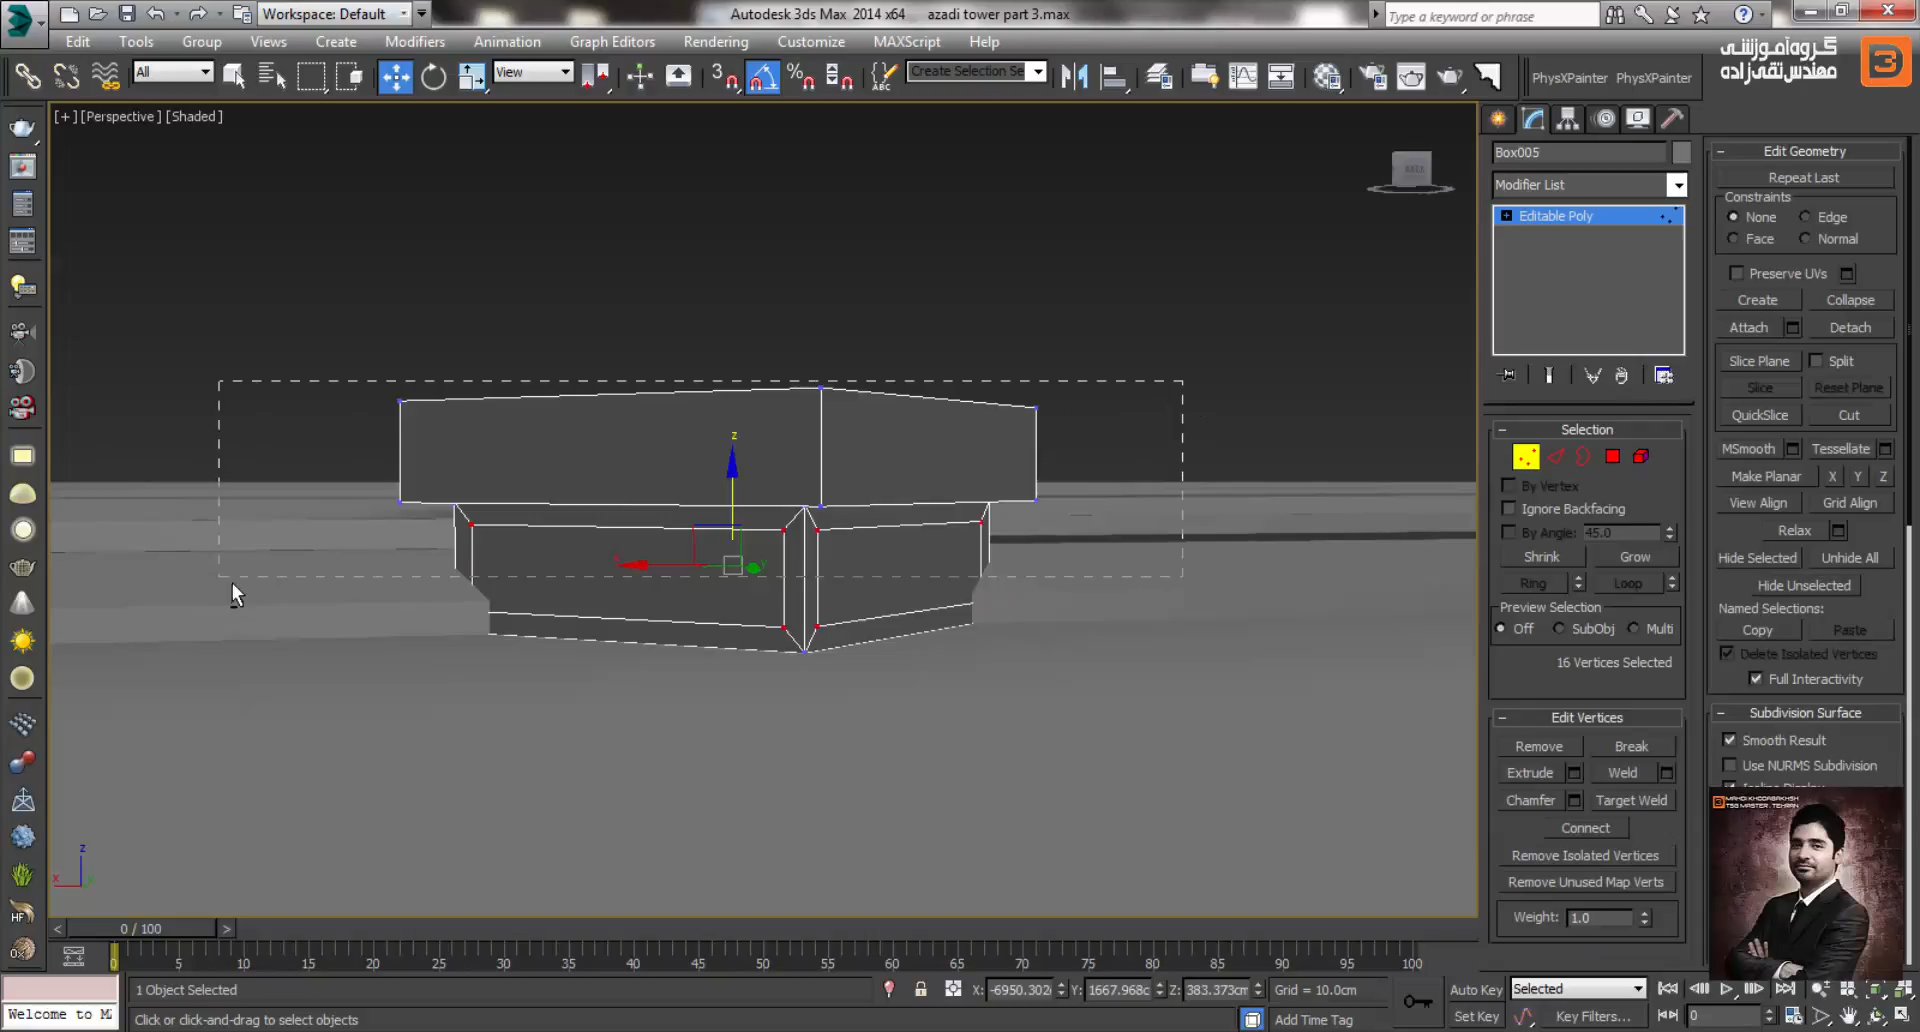 Workspace: Default
Autodesk 3ds Max 2014 x64 azadi tower part 3.max
Type a keyword or phrase
Edit Tools Group Views Create Modifiers Animation Graph Editors Rendering Customize MAXScript Help
گروه آموزشی
مهندس تقی زاده
All View Create Selection Se PhysXPainter PhysXPainter
[+] [Perspective] [Shaded]
Box005
Modifier List
Editable Poly
Selection
By Vertex
Ignore Backfacing
By Angle: 45.0
Shrink Grow
Ring Loop
Preview Selection
Off SubObj Multi
16 Vertices Selected
Edit Vertices
Remove Break
Extrude Weld
Chamfer Target Weld
Connect
Remove Isolated Vertices
Remove Unused Map Verts
Weight: 1.0
Edit Geometry
Repeat Last
Constraints
None Edge
Face Normal
Preserve UVs
Create Collapse
Attach Detach
Slice Plane Split
Slice Reset Plane
QuickSlice Cut
MSmooth Tessellate
Make Planar X Y Z
View Align Grid Align
Relax
Hide Selected Unhide All
Hide Unselected
Named Selections:
Copy Paste
Delete Isolated Vertices
Full Interactivity
Subdivision Surface
Smooth Result
Use NURMS Subdivision
MAHDI KHODABAKHSH
TSG MASTER . TEHRAN
z
x y
0 / 100
0 5 10 15 20 25 30 35 40 45 50 55 60 65 70 75 80 85 90 95 100
1 Object Selected X: -6950.302 Y: 1667.968c Z: 383.373cm Grid = 10.0cm Auto Key Selected
Welcome to M Click or click-and-drag to select objects Add Time Tag Set Key Key Filters... 0